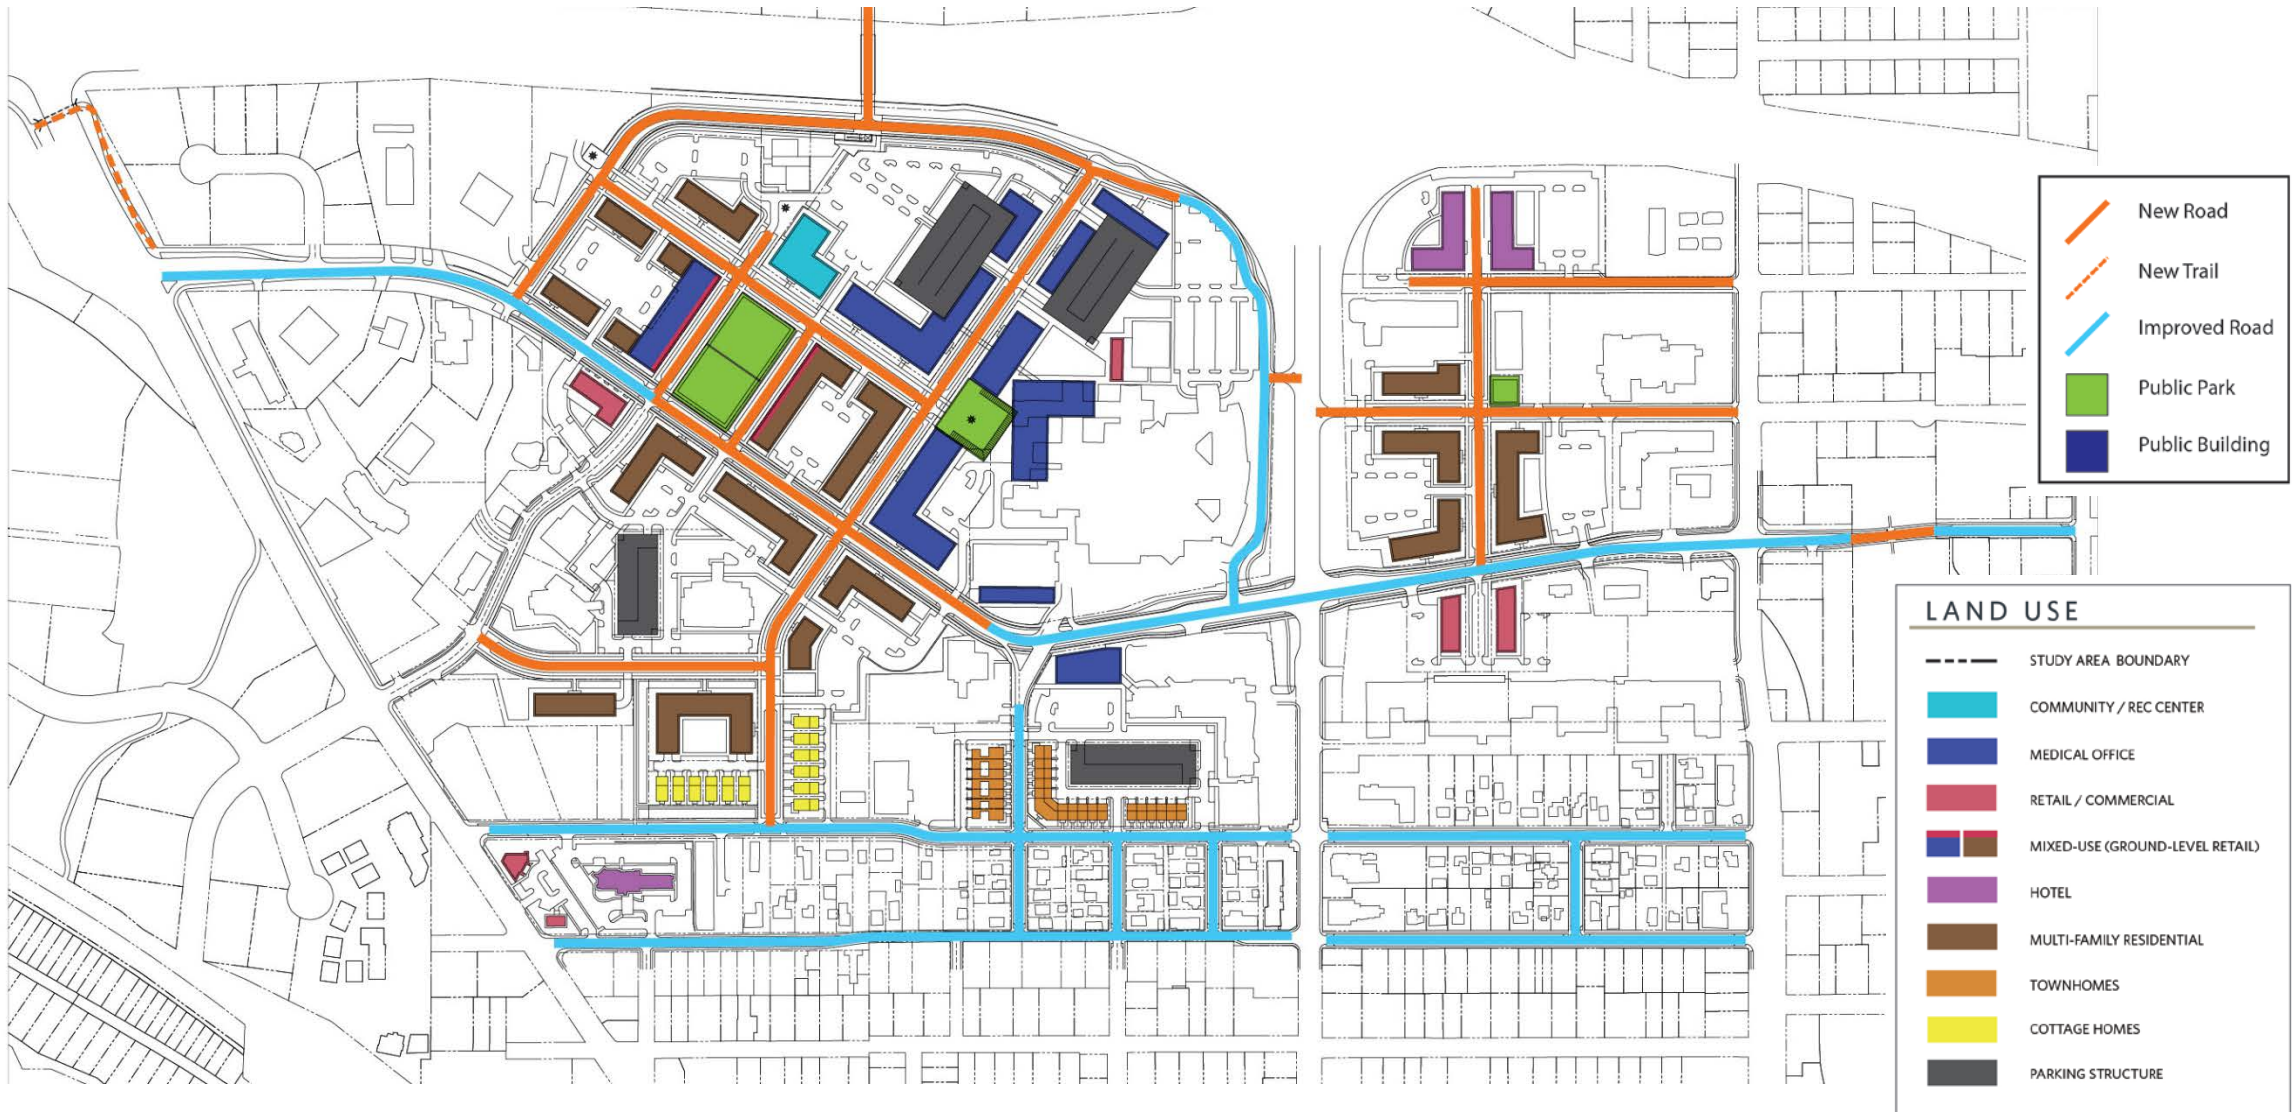 New Road
New Trail
Improved Road
Public Park
Public Building
LAND USE
STUDY AREA BOUNDARY
COMMUNITY / REC CENTER
MEDICAL OFFICE
RETAIL / COMMERCIAL
MIXED-USE (GROUND-LEVEL RETAIL)
HOTEL
MULTI-FAMILY RESIDENTIAL
TOWNHOMES
COTTAGE HOMES
PARKING STRUCTURE